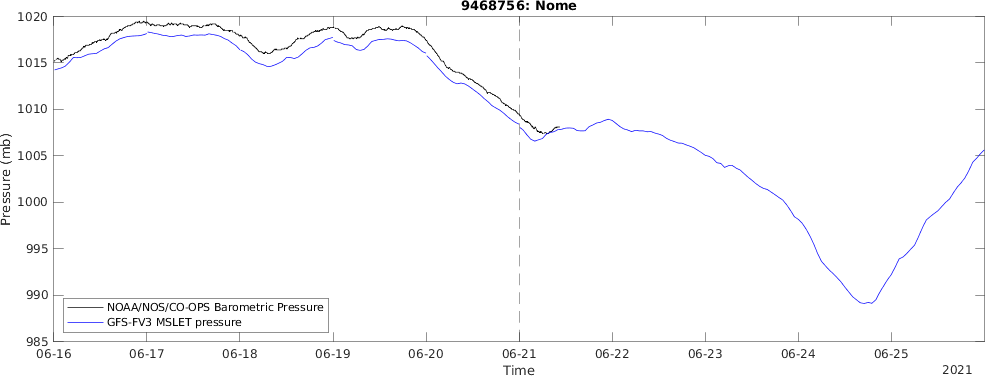 9468756: Nome
Pressure (mb)
1020
1015
1010
1005
1000
995
990
985
NOAA/NOS/CO-OPS Barometric Pressure
GFS-FV3 MSLET pressure
06-16 06-17 06-18 06-19 06-20 06-21 06-22 06-23 06-24 06-25
Time
2021